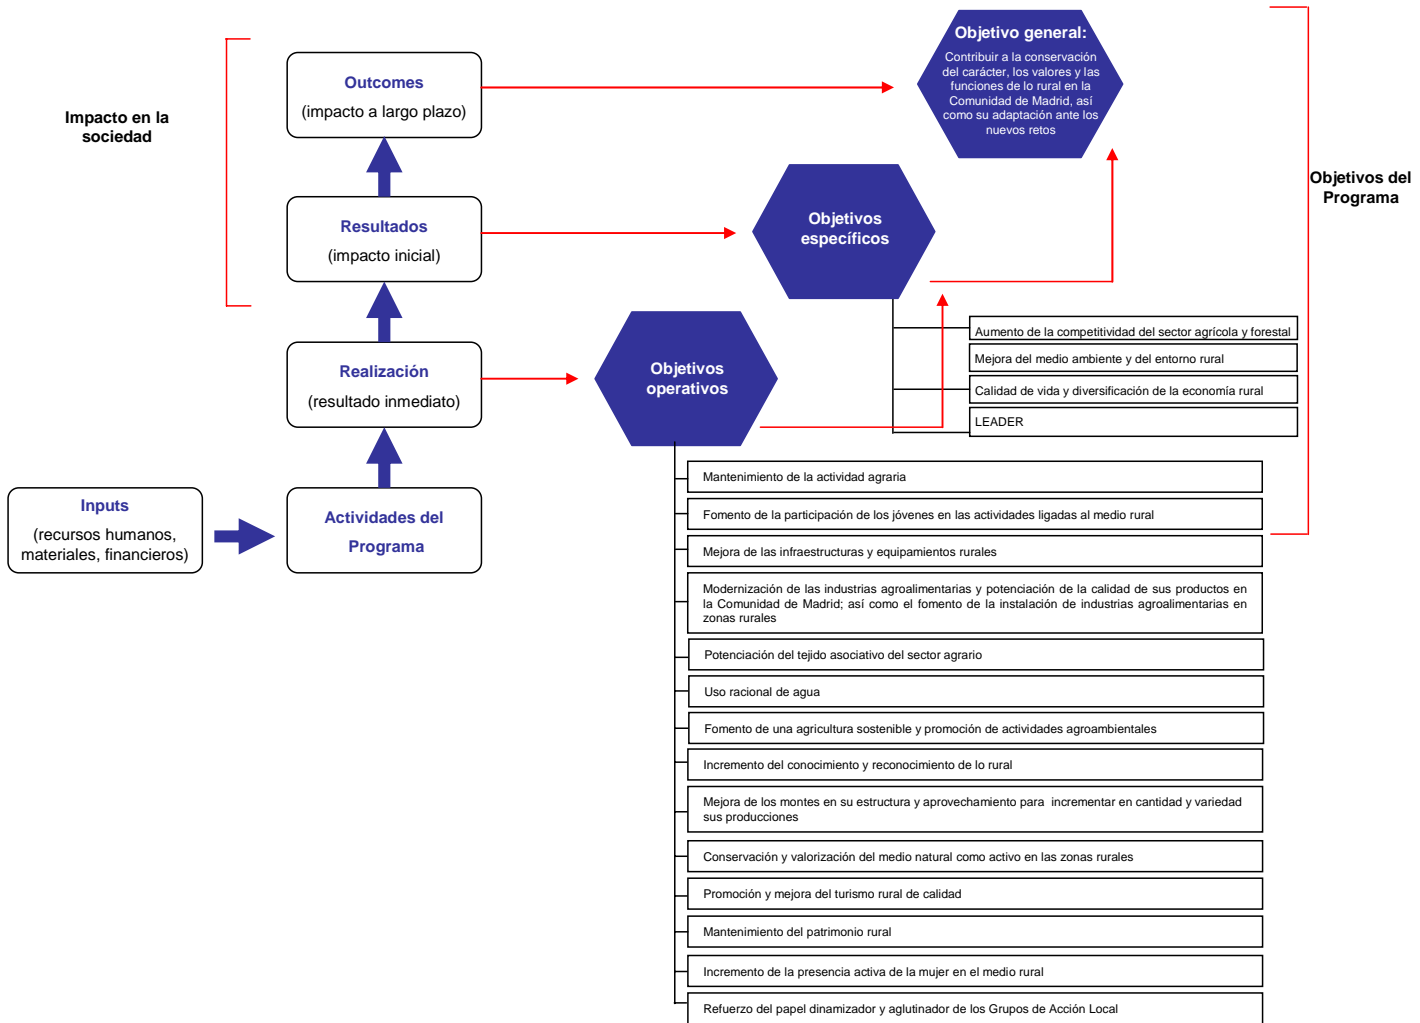 Objetivo general:
Contribuir a la conservación
del carácter, los valores y las
funciones de lo rural en la
Comunidad de Madrid, así
como su adaptación ante los
nuevos retos
Outcomes
(impacto a largo plazo)
Impacto en la
sociedad
Objetivos del
Programa
Resultados
(impacto inicial)
Objetivos
específicos
Aumento de la competitividad del sector agrícola y forestal
Mejora del medio ambiente y del entorno rural
Calidad de vida y diversificación de la economía rural
LEADER
Realización
(resultado inmediato)
Objetivos
operativos
Inputs
(recursos humanos,
materiales, financieros)
Actividades del
Programa
Mantenimiento de la actividad agraria
Fomento de la participación de los jóvenes en las actividades ligadas al medio rural
Mejora de las infraestructuras y equipamientos rurales
Modernización de las industrias agroalimentarias y potenciación de la calidad de sus productos en
la Comunidad de Madrid; así como el fomento de la instalación de industrias agroalimentarias en
zonas rurales
Potenciación del tejido asociativo del sector agrario
Uso racional de agua
Fomento de una agricultura sostenible y promoción de actividades agroambientales
Incremento del conocimiento y reconocimiento de lo rural
Mejora de los montes en su estructura y aprovechamiento para incrementar en cantidad y variedad
sus producciones
Conservación y valorización del medio natural como activo en las zonas rurales
Promoción y mejora del turismo rural de calidad
Mantenimiento del patrimonio rural
Incremento de la presencia activa de la mujer en el medio rural
Refuerzo del papel dinamizador y aglutinador de los Grupos de Acción Local